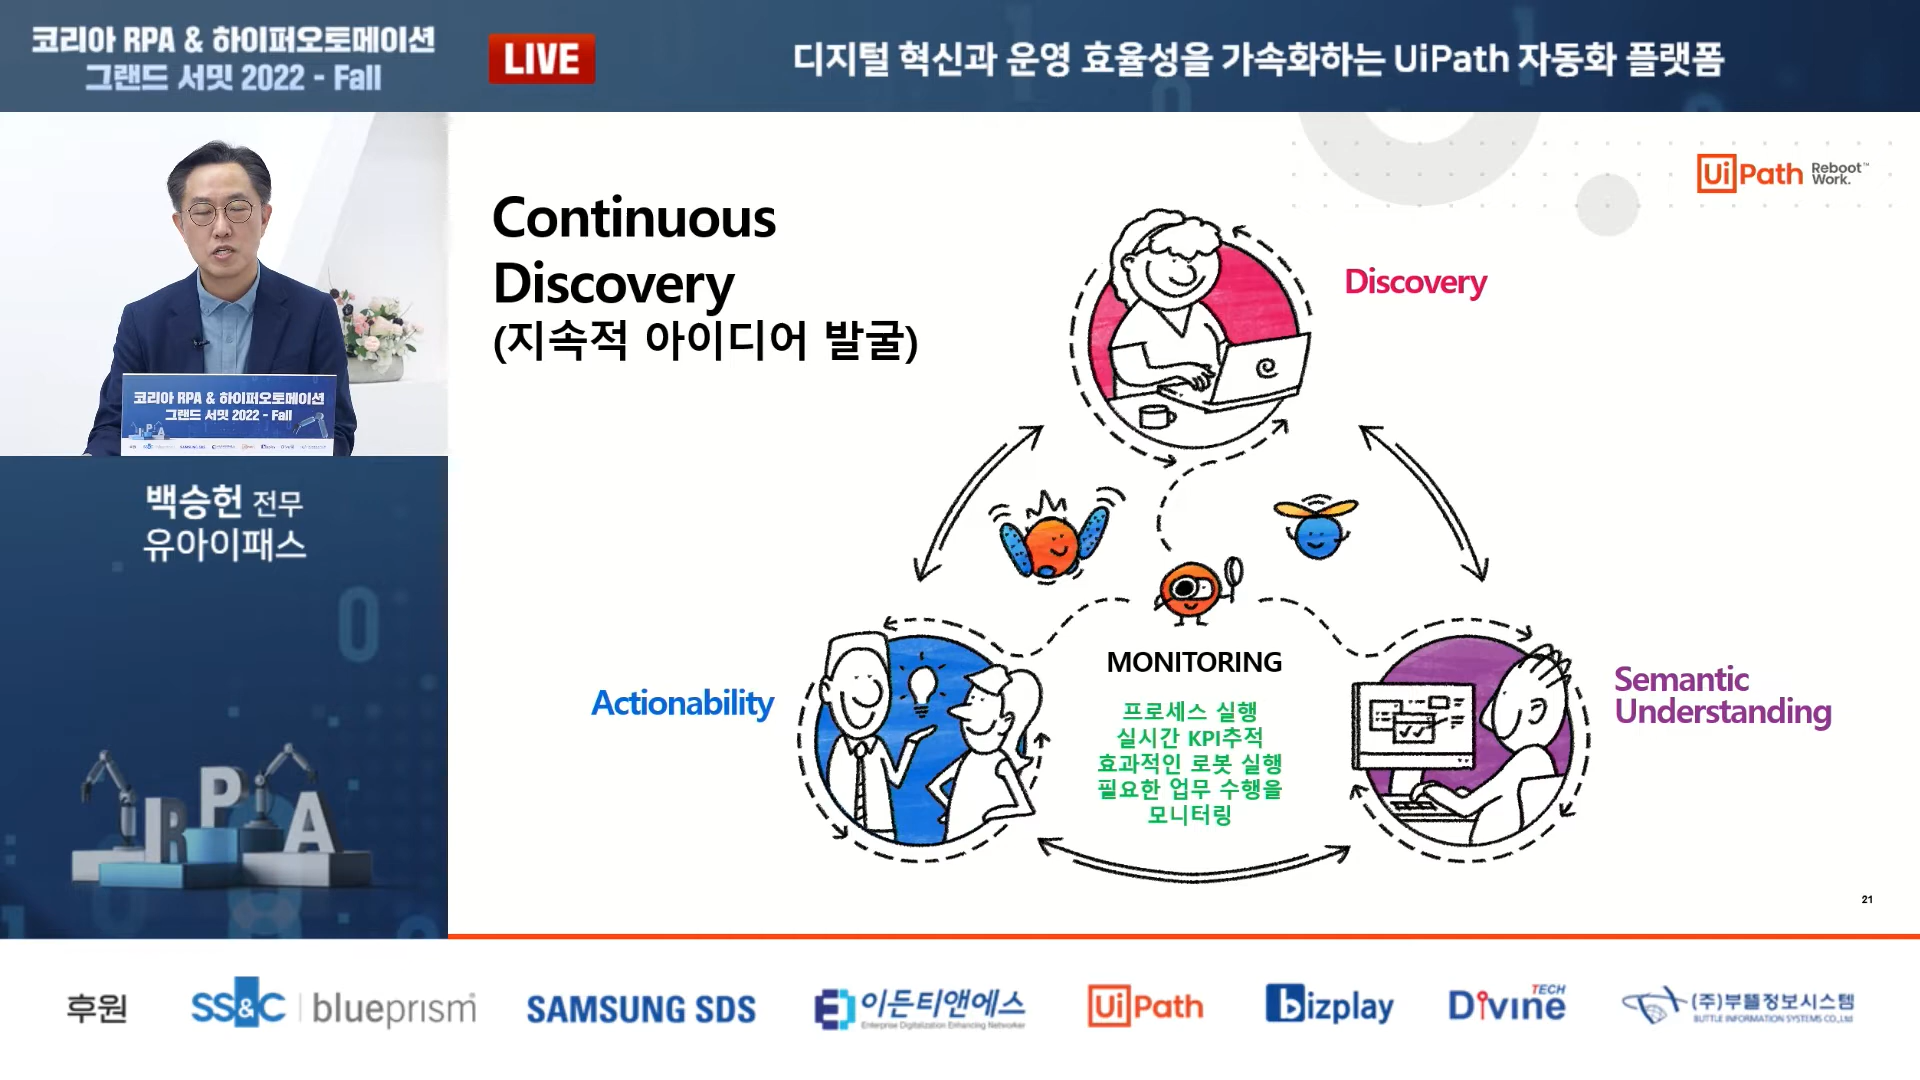 코리아 RPA & 하이퍼오토메이션
그랜드 서밋 2022 - Fall
LIVE
디지털 혁신과 운영 효율성을 가속화하는 UiPath 자동화 플랫폼
코리아 RPA & 하이퍼오토메이션
그랜드 서밋 2022 - Fall
RPA
백승헌 전무
유아이패스
RPA
UiPath Reboot™
Work.
Continuous
Discovery
(지속적 아이디어 발굴)
Discovery
Actionability
Semantic
Understanding
MONITORING
프로세스 실행
실시간 KPI추적
효과적인 로봇 실행
필요한 업무 수행을
모니터링
21
후원
SS&C | blueprism®
SAMSUNG SDS
이든티앤에스
Enterprise Digitalization Enhancing Networker
UiPath
bizplay
Divine TECH
(주)부뜰정보시스템
BUTTLE INFORMATION SYSTEMS CO.,Ltd